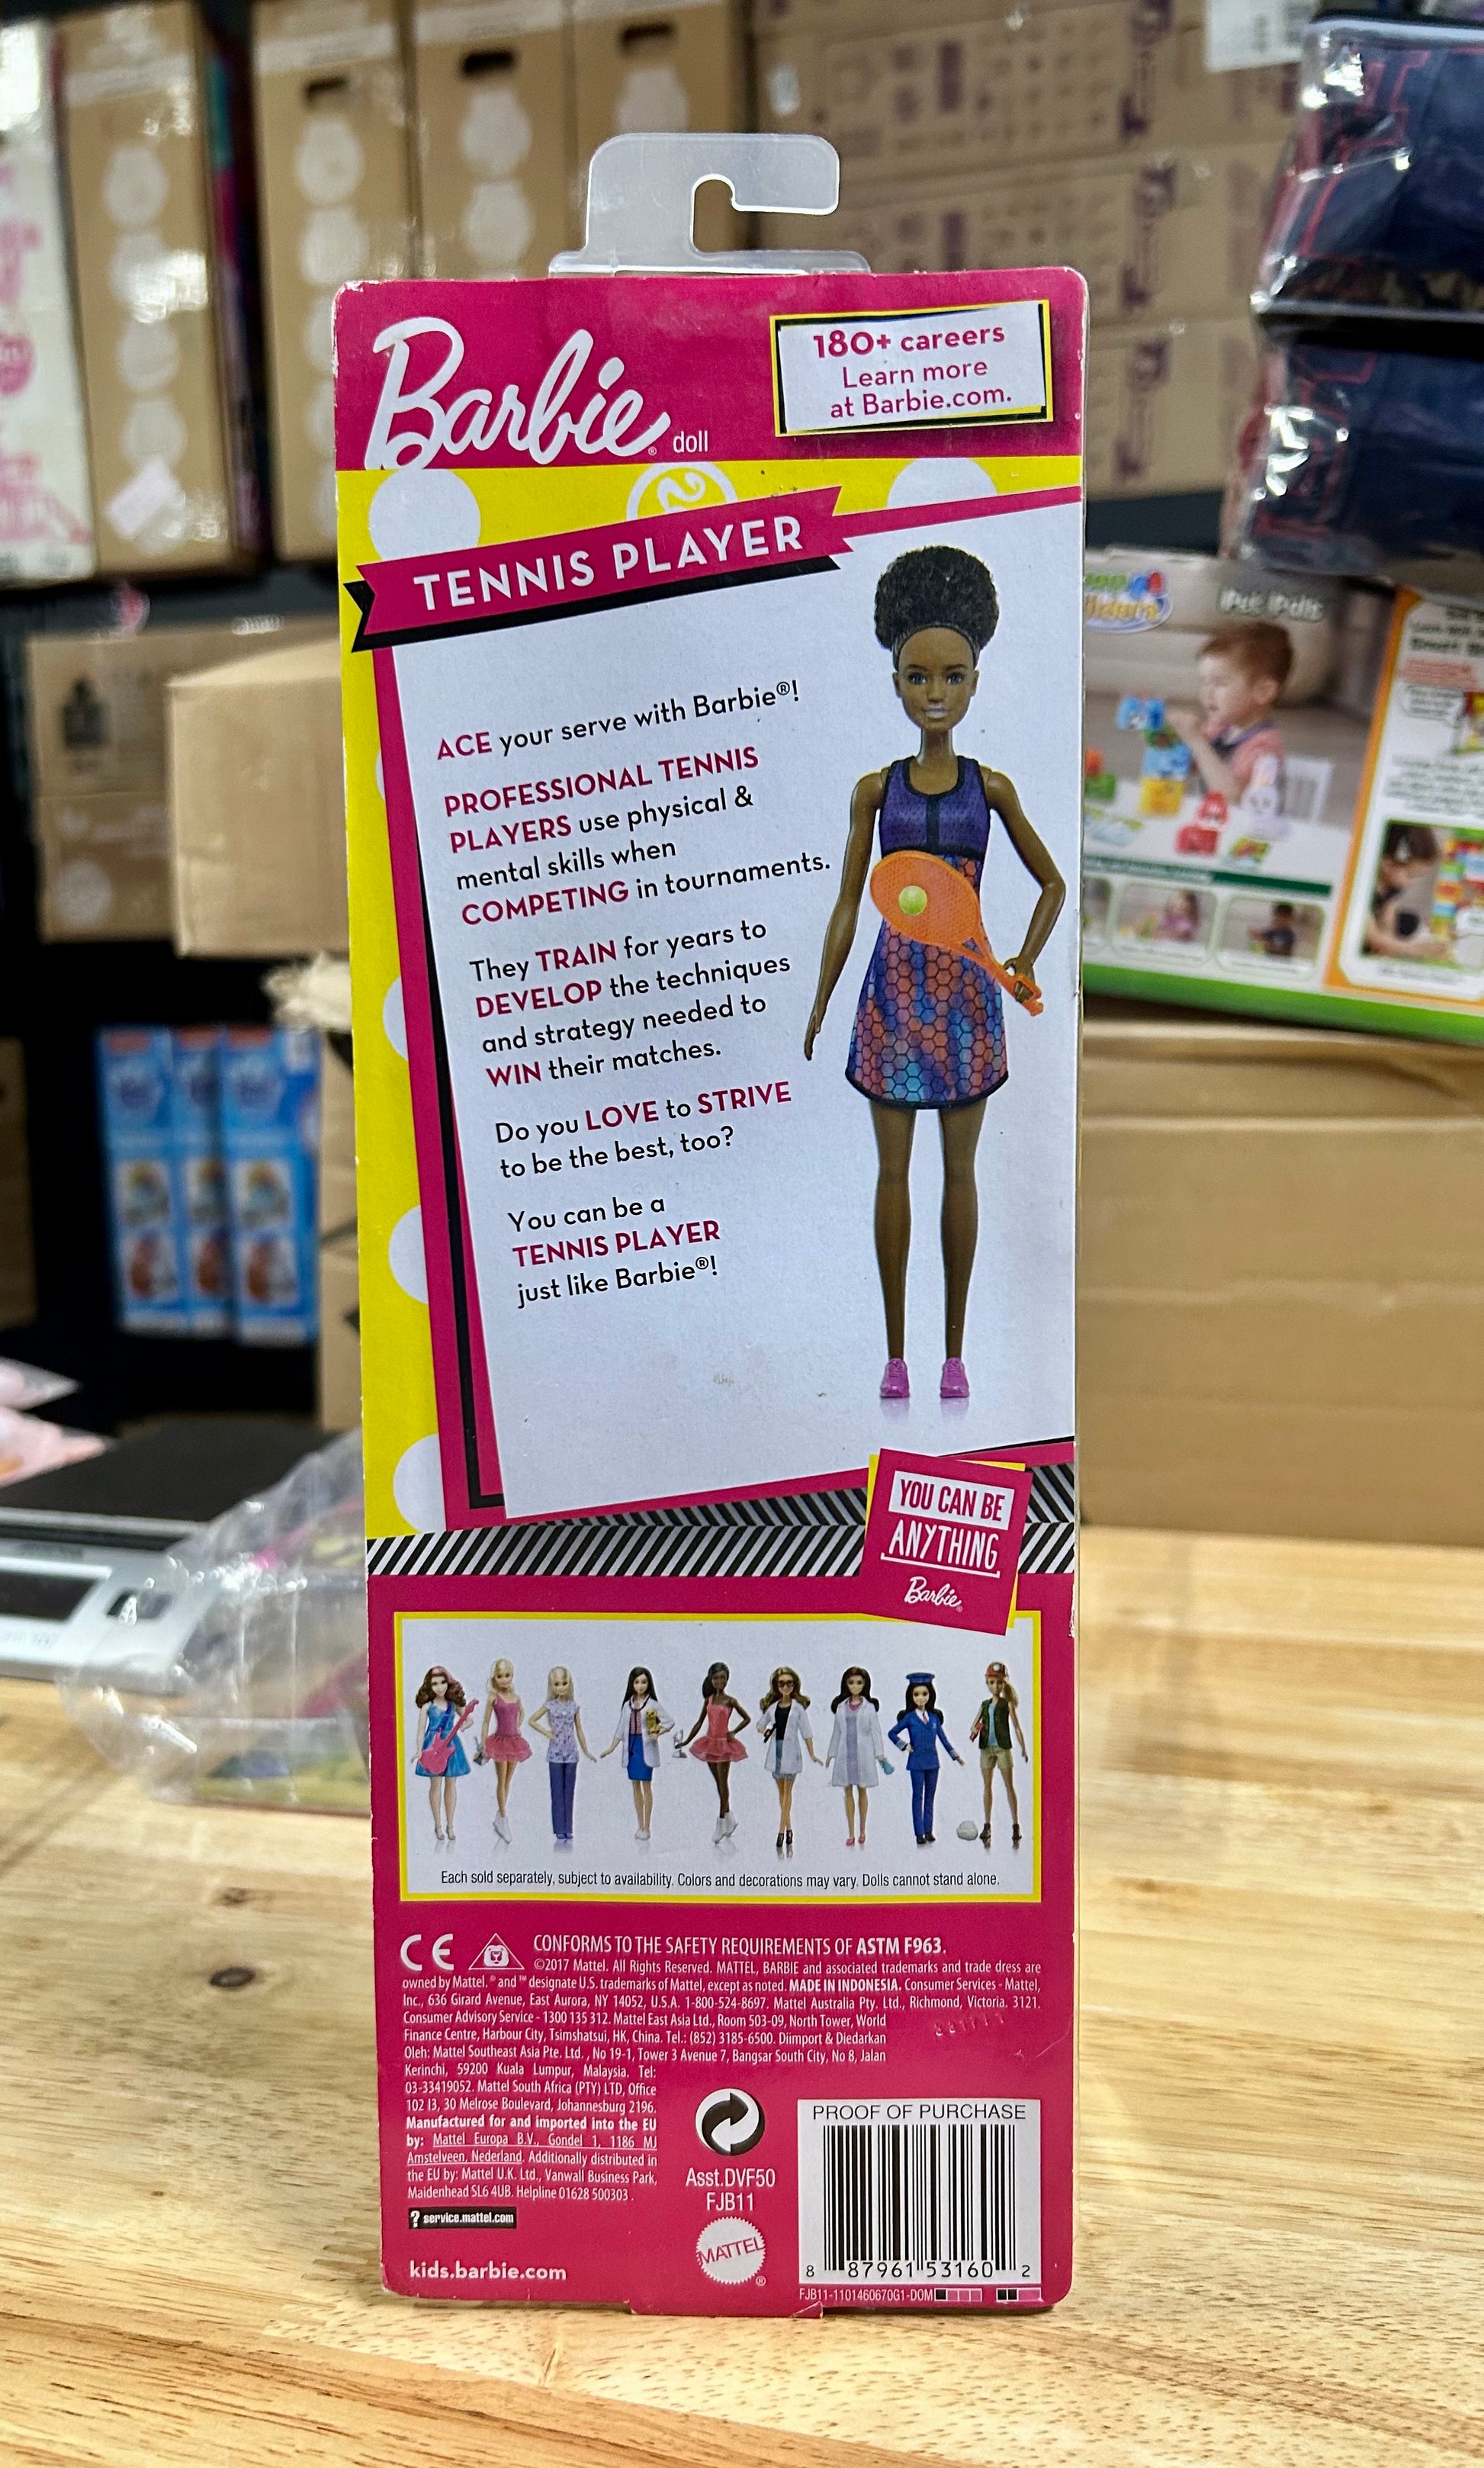 Barbie® doll
180+ careers
Learn more
at Barbie.com.
TENNIS PLAYER
ACE your serve with Barbie®!
PROFESSIONAL TENNIS
PLAYERS use physical &
mental skills when
COMPETING in tournaments.
They TRAIN for years to
DEVELOP the techniques
and strategy needed to
WIN their matches.
Do you LOVE to STRIVE
to be the best, too?
You can be a
TENNIS PLAYER
just like Barbie®!
YOU CAN BE
ANYTHING
Barbie®
Each sold separately, subject to availability. Colors and decorations may vary. Dolls cannot stand alone.
CE
CONFORMS TO THE SAFETY REQUIREMENTS OF ASTM F963.
©2017 Mattel. All Rights Reserved. MATTEL, BARBIE and associated trademarks and trade dress are
owned by Mattel. ® and ™ designate U.S. trademarks of Mattel, except as noted. MADE IN INDONESIA. Consumer Services - Mattel,
Inc., 636 Girard Avenue, East Aurora, NY 14052, U.S.A. 1-800-524-8697. Mattel Australia Pty. Ltd., Richmond, Victoria. 3121.
Consumer Advisory Service - 1300 135 312. Mattel East Asia Ltd., Room 503-09, North Tower, World
Finance Centre, Harbour City, Tsimshatsui, HK, China. Tel.: (852) 3185-6500. Diimport & Diedarkan
Oleh: Mattel Southeast Asia Pte. Ltd., No 19-1, Tower 3 Avenue 7, Bangsar South City, No 8, Jalan
Kerinchi, 59200 Kuala Lumpur, Malaysia. Tel:
03-33419052. Mattel South Africa (PTY) LTD, Office
102 I3, 30 Melrose Boulevard, Johannesburg 2196.
Manufactured for and imported into the EU
by: Mattel Europa B.V., Gondel 1, 1186 MJ
Amstelveen, Nederland. Additionally distributed in
the EU by: Mattel U.K. Ltd., Vanwall Business Park,
Maidenhead SL6 4UB. Helpline 01628 500303.
? service.mattel.com
kids.barbie.com
Asst.DVF50
FJB11
MATTEL®
PROOF OF PURCHASE
8 87961 53160 2
FJB11-1101460670G1-DOM